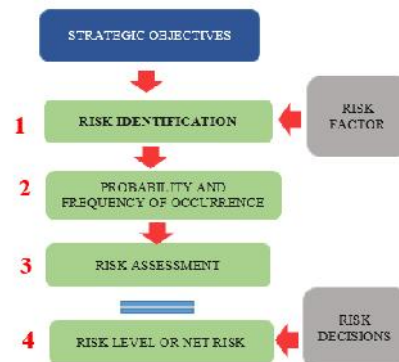 STRATEGIC OBJECTIVES
1
RISK IDENTIFICATION
RISK
FACTOR
2
PROBABILITY AND
FREQUENCY OF OCCURRENCE
3
RISK ASSESSMENT
4
RISK LEVEL OR NET RISK
RISK
DECISIONS